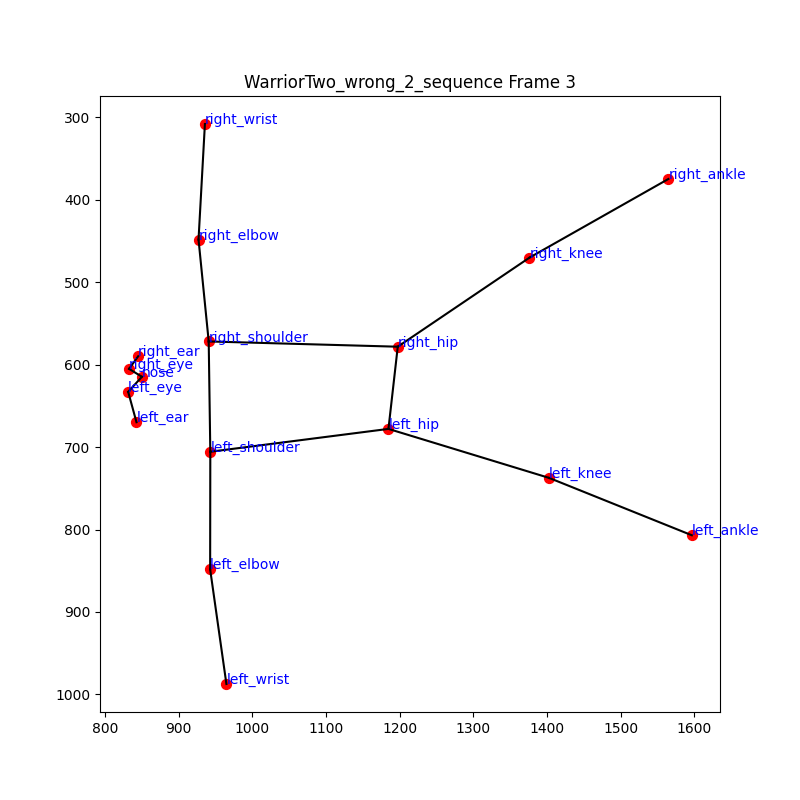 WarriorTwo_wrong_2_sequence Frame 3
300
400
500
600
700
800
900
1000
800
900
1000
1100
1200
1300
1400
1500
1600
right_wrist
right_ankle
right_elbow
right_knee
right_shoulder
right_hip
right_ear
right_eye
nose
left_eye
left_ear
left_hip
left_shoulder
left_knee
left_ankle
left_elbow
left_wrist